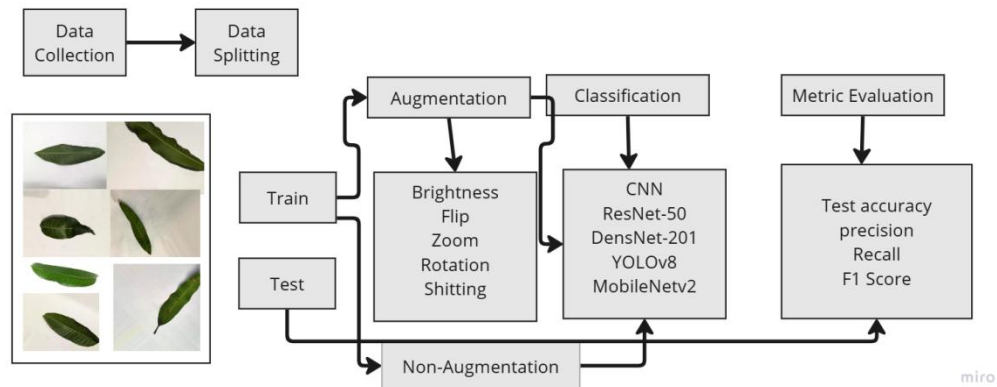 Data
Collection
Data
Splitting
Augmentation
Classification
Metric Evaluation
Train
Test
Brightness
Flip
Zoom
Rotation
Shitting
CNN
ResNet-50
DensNet-201
YOLOv8
MobileNetv2
Test accuracy
precision
Recall
F1 Score
Non-Augmentation
miro